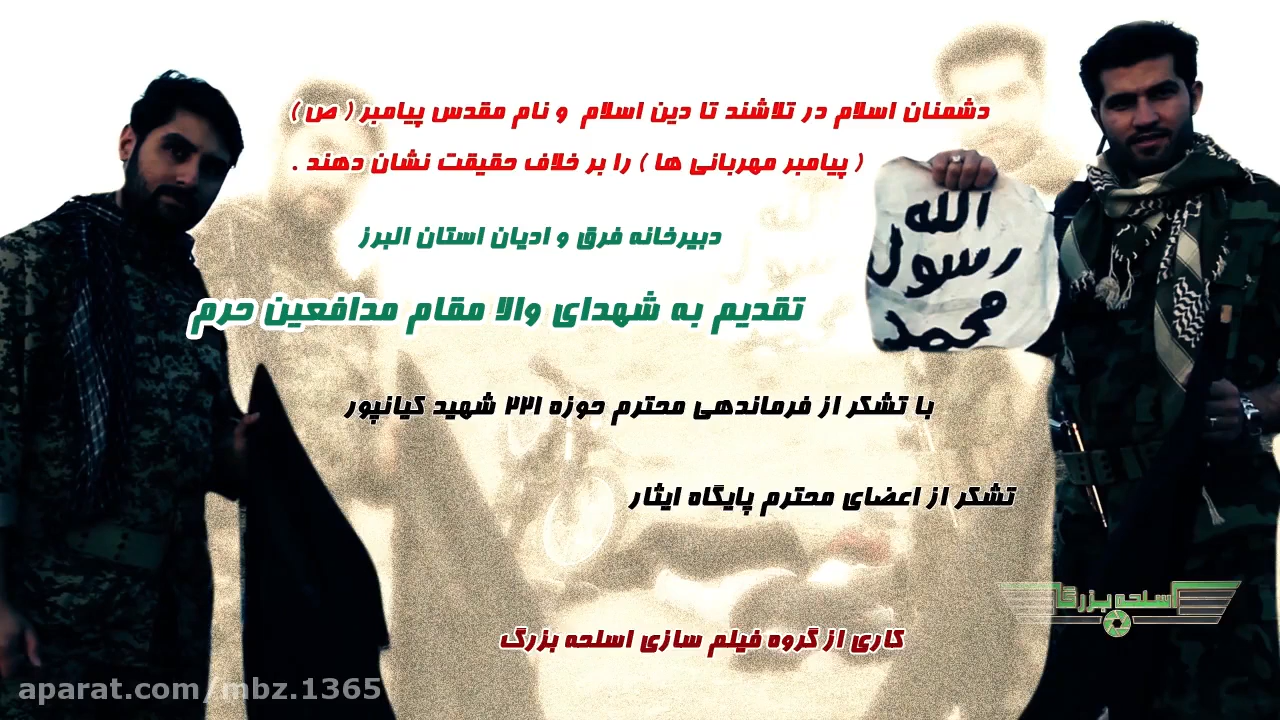 دشمنان اسلام در تلاشند تا دین اسلام و نام مقدس پیامبر ( ص )
( پیامبر مهربانی ها ) را بر خلاف حقیقت نشان دهند .
دبیرخانه فرق و ادیان استان البرز
تقدیم به شهدای والا مقام مدافعین حرم
الله
رسول
محمد
با تشکر از فرماندهی محترم حوزه ۲۲۱ شهید کیانپور
تشکر از اعضای محترم پایگاه ایثار
اسلحه بزرگ
کاری از گروه فیلم سازی اسلحه بزرگ
aparat.com/mbz.1365